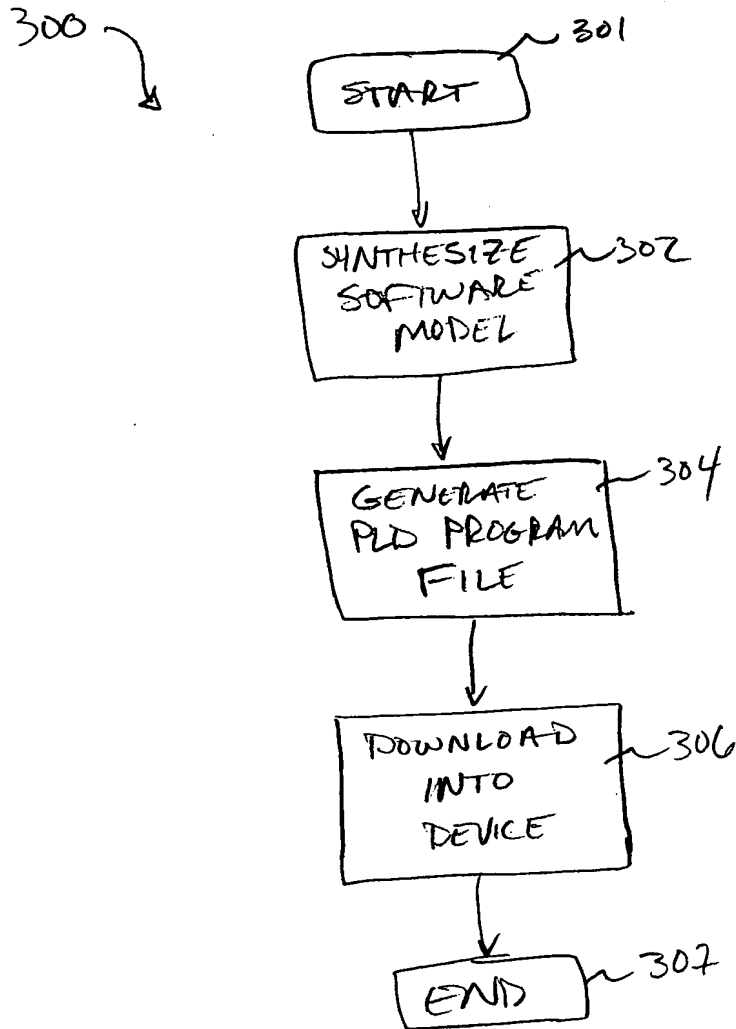 300
301
START
SYNTHESIZE
302
SOFTWARE
MODEL
304
GENERATE
PLD PROGRAM
FILE
DOWNLOAD
306
INTO
DEVICE
307
END